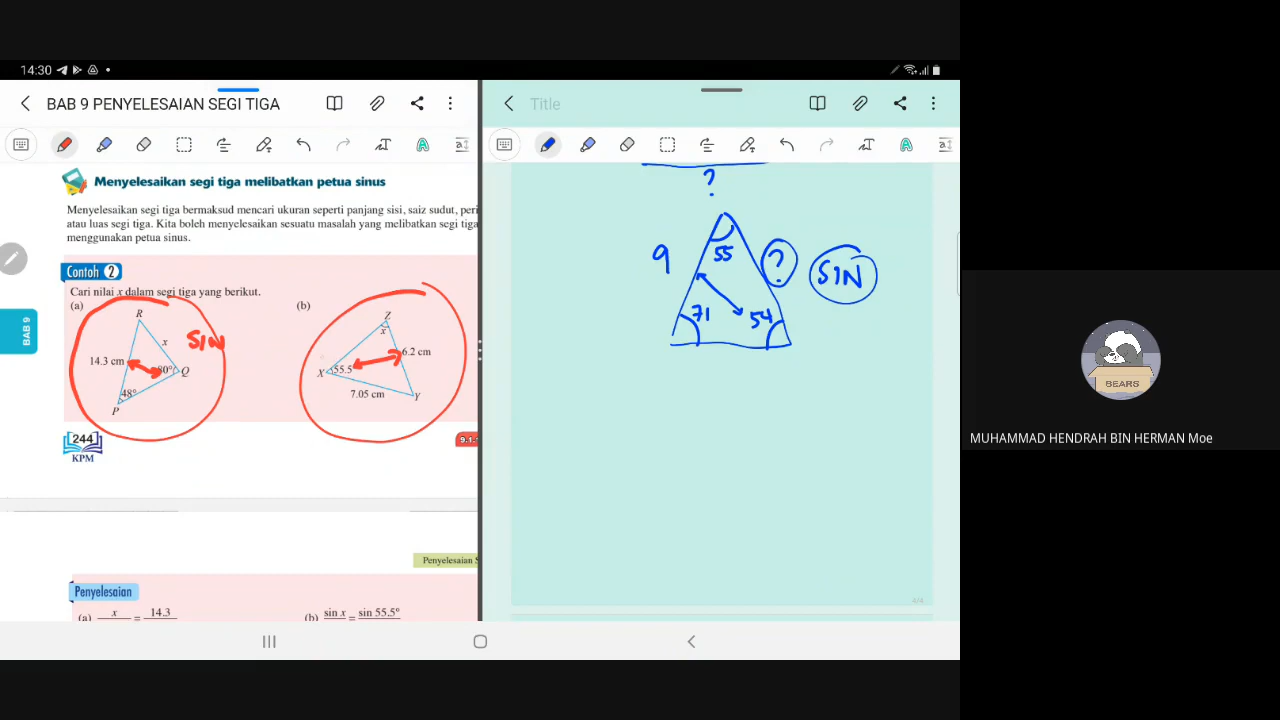 14:30
BAB 9 PENYELESAIAN SEGI TIGA
Title
Menyelesaikan segi tiga melibatkan petua sinus
Menyelesaikan segi tiga bermaksud mencari ukuran seperti panjang sisi, saiz sudut, peri
atau luas segi tiga. Kita boleh menyelesaikan sesuatu masalah yang melibatkan segi tiga
menggunakan petua sinus.
Contoh 2
Cari nilai x dalam segi tiga yang berikut.
(a)
(b)
R
x
14.3 cm
80°
Q
48°
P
SIN
Z
x
6.2 cm
X
55.5
7.05 cm
Y
BAB 9
244
KPM
9.1.
Penyelesaian S
Penyelesaian
(a) x = 14.3
(b) sin x = sin 55.5°
?
9
55
?
SIN
71
54
4/4
BEARS
MUHAMMAD HENDRAH BIN HERMAN Moe